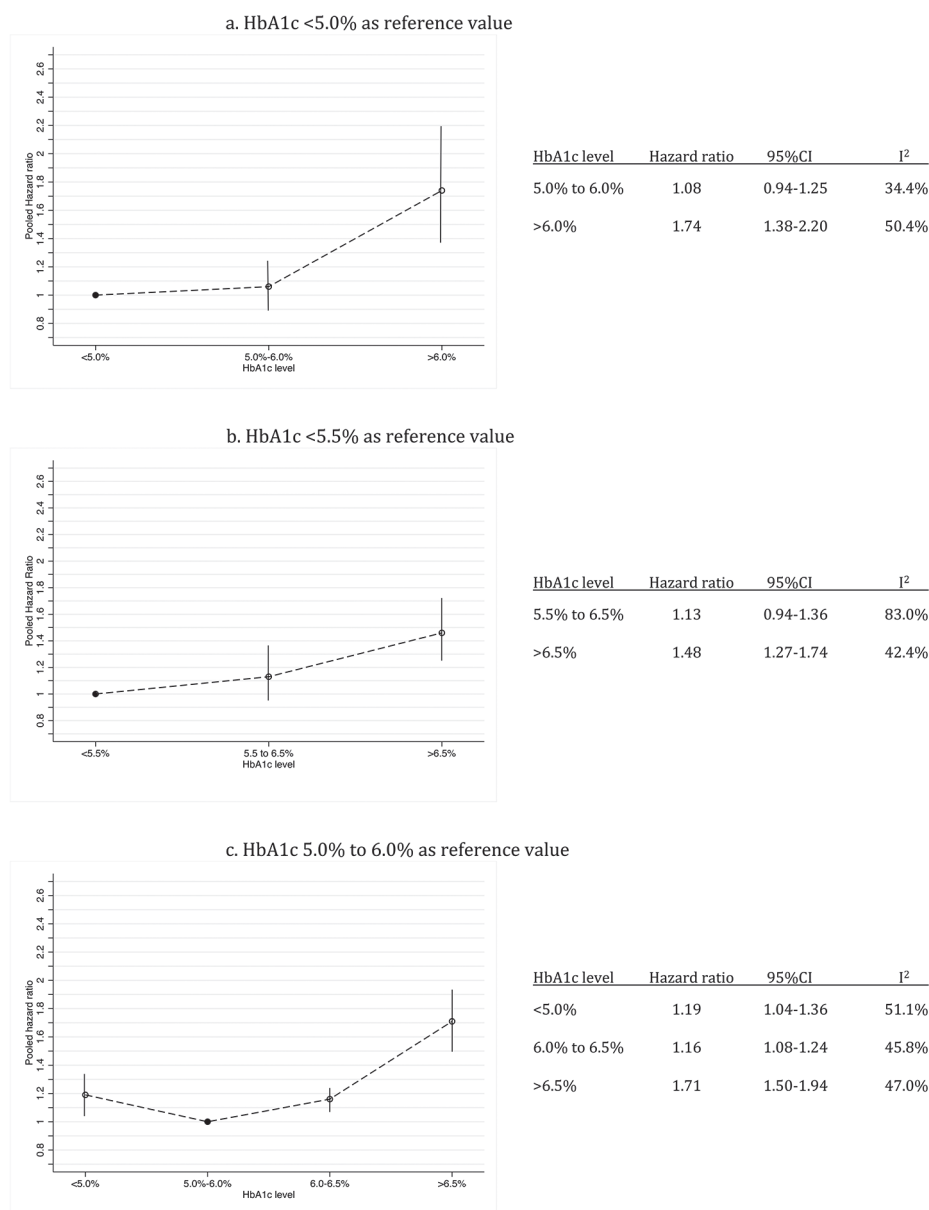 a. HbA1c <5.0% as reference value
2.6
2.4
2.2
2
1.8
1.6
1.4
1.2
1
0.8
Pooled Hazard ratio
<5.0% 5.0%-6.0% >6.0%
HbA1c level
HbA1c level Hazard ratio 95%CI I²
5.0% to 6.0% 1.08 0.94-1.25 34.4%
>6.0% 1.74 1.38-2.20 50.4%
b. HbA1c <5.5% as reference value
2.6
2.4
2.2
2
1.8
1.6
1.4
1.2
1
0.8
Pooled Hazard Ratio
<5.5% 5.5 to 6.5% >6.5%
HbA1c level
HbA1c level Hazard ratio 95%CI I²
5.5% to 6.5% 1.13 0.94-1.36 83.0%
>6.5% 1.48 1.27-1.74 42.4%
c. HbA1c 5.0% to 6.0% as reference value
2.6
2.4
2.2
2
1.8
1.6
1.4
1.2
1
0.8
Pooled hazard ratio
<5.0% 5.0%-6.0% 6.0-6.5% >6.5%
HbA1c level
HbA1c level Hazard ratio 95%CI I²
<5.0% 1.19 1.04-1.36 51.1%
6.0% to 6.5% 1.16 1.08-1.24 45.8%
>6.5% 1.71 1.50-1.94 47.0%